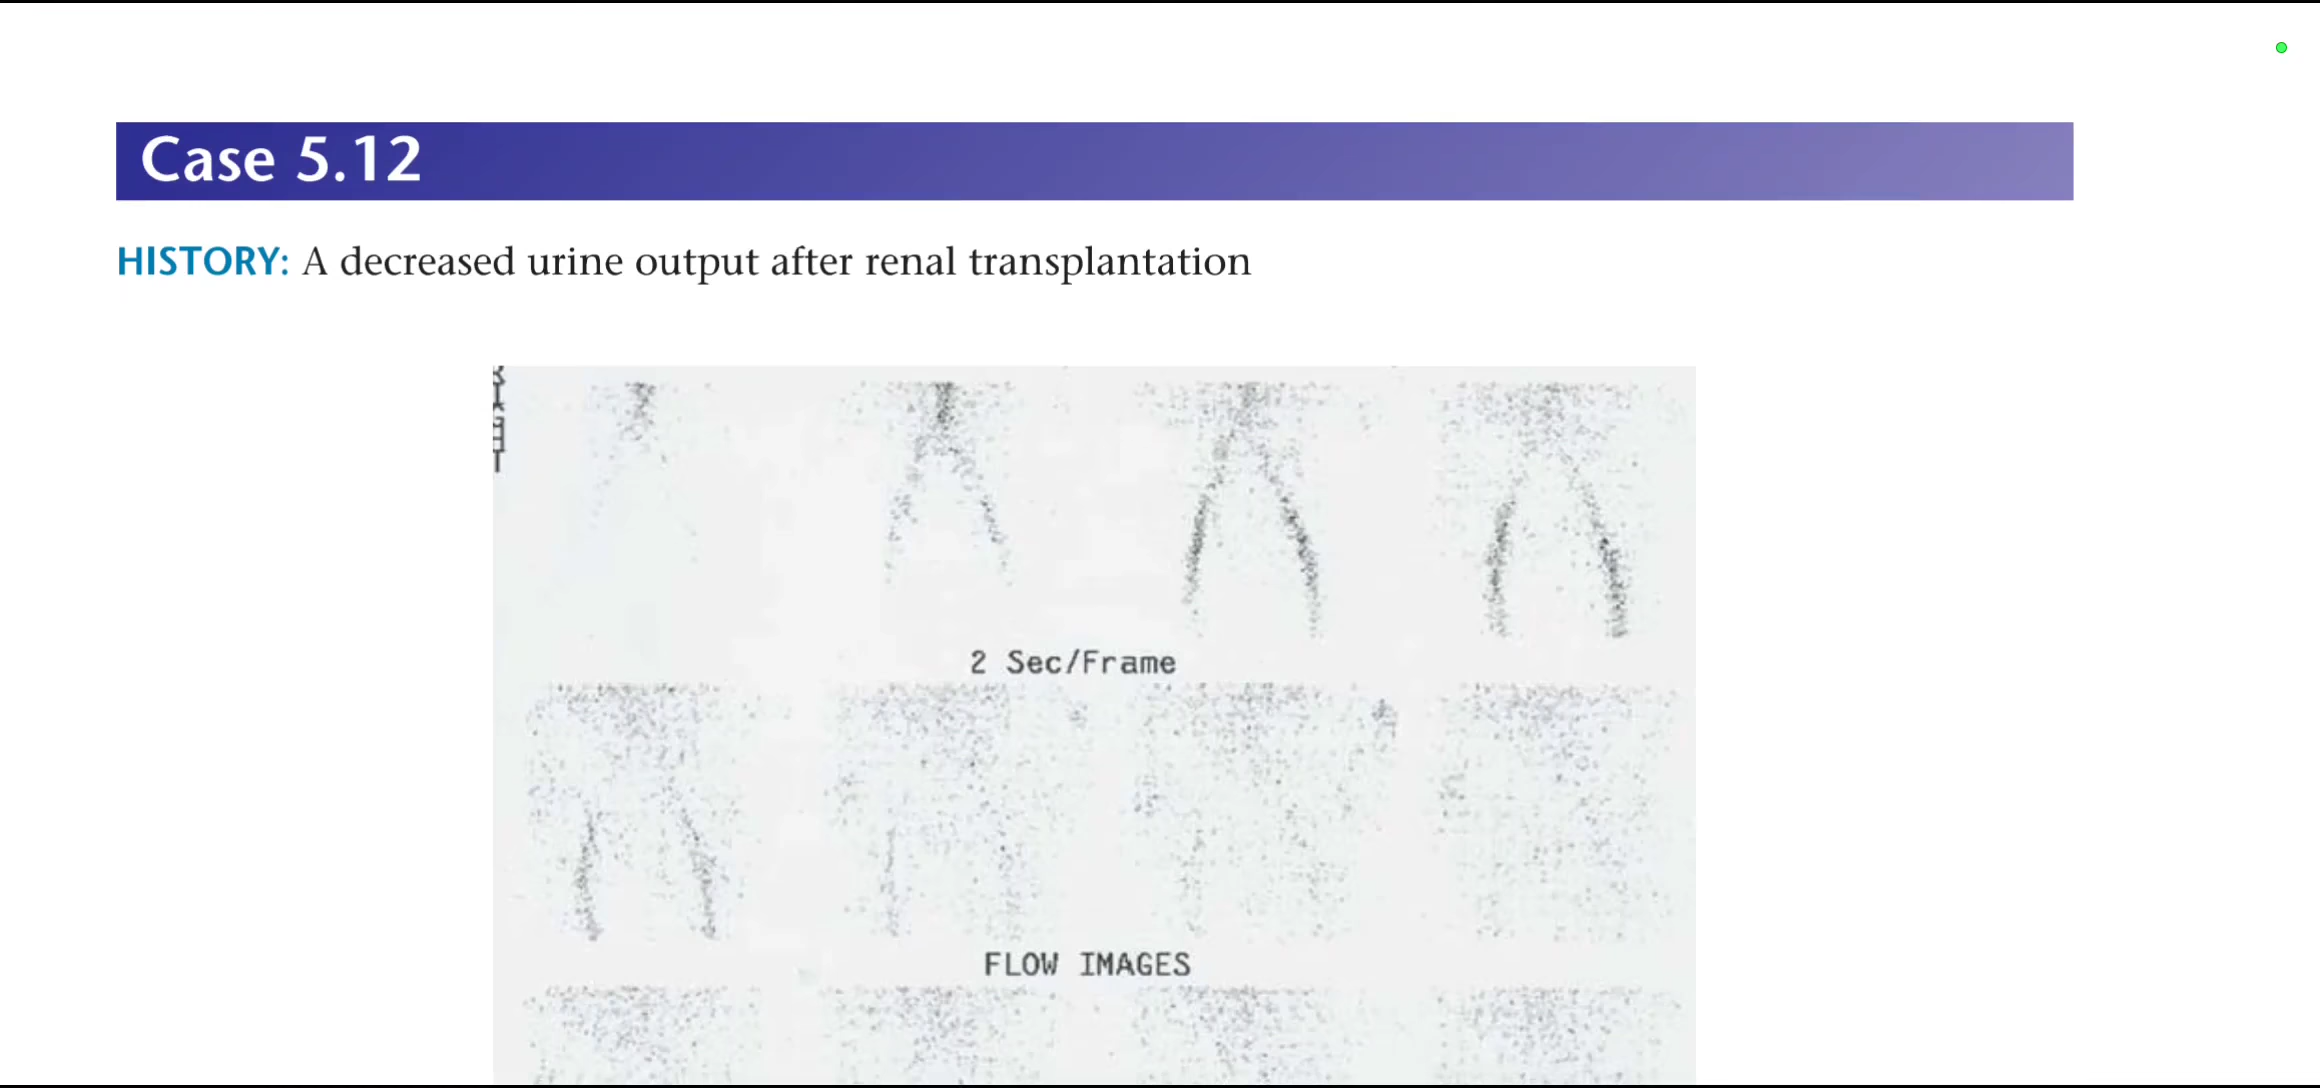 Case 5.12
HISTORY: A decreased urine output after renal transplantation
2 Sec/Frame
FLOW IMAGES